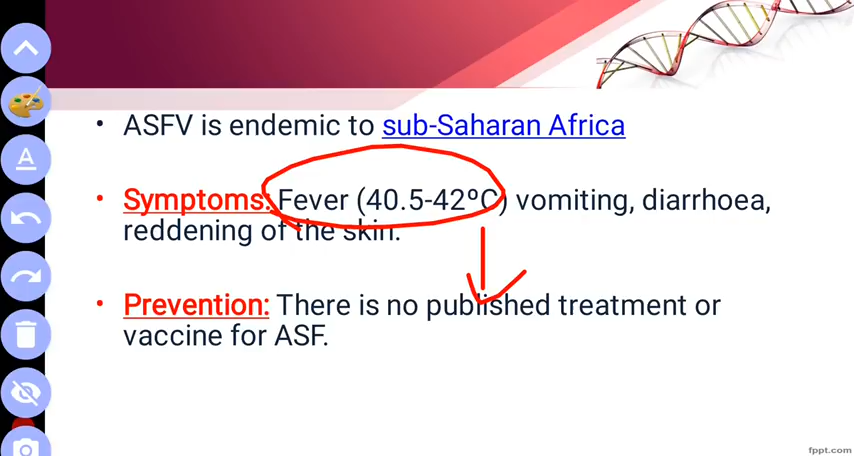 • ASFV is endemic to sub-Saharan Africa
• Symptoms: Fever (40.5-42ºC) vomiting, diarrhoea,
reddening of the skin.
• Prevention: There is no published treatment or
vaccine for ASF.
A
fppt.com